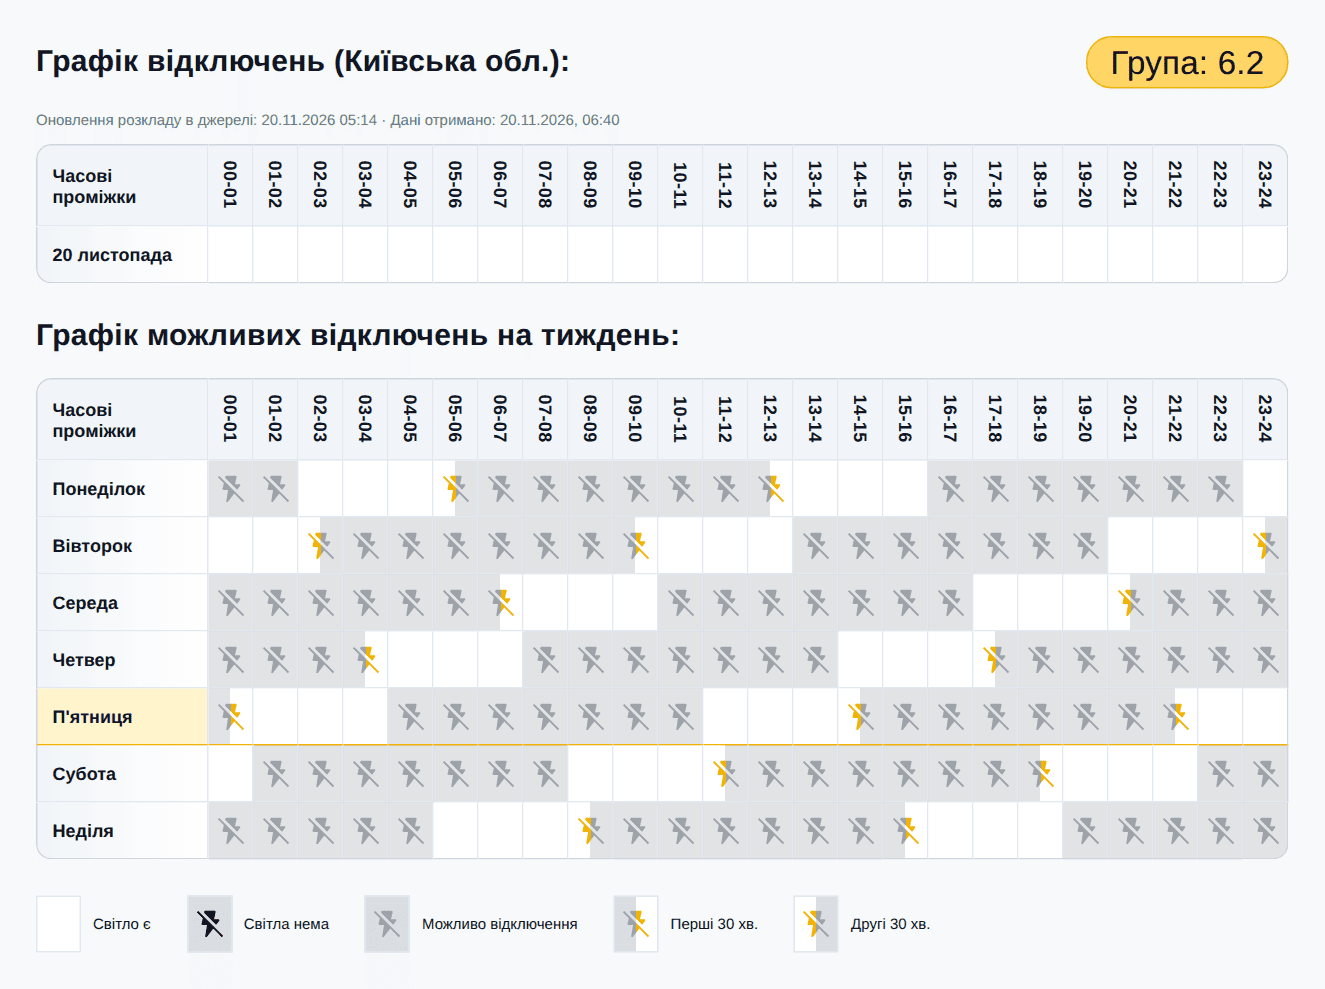 Графік відключень (Київська обл.):
Група: 6.2
Оновлення розкладу в джерелі: 20.11.2026 05:14 · Дані отримано: 20.11.2026, 06:40
Часові проміжки 00-01 01-02 02-03 03-04 04-05 05-06 06-07 07-08 08-09 09-10 10-11 11-12 12-13 13-14 14-15 15-16 16-17 17-18 18-19 19-20 20-21 21-22 22-23 23-24
20 листопада
Графік можливих відключень на тиждень:
Часові проміжки 00-01 01-02 02-03 03-04 04-05 05-06 06-07 07-08 08-09 09-10 10-11 11-12 12-13 13-14 14-15 15-16 16-17 17-18 18-19 19-20 20-21 21-22 22-23 23-24
Понеділок
Вівторок
Середа
Четвер
П'ятниця
Субота
Неділя
Світло є Світла нема Можливо відключення Перші 30 хв. Другі 30 хв.